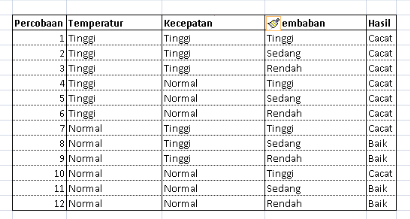 Percobaan Temperatur Kecepatan embaban Hasil
1 Tinggi Tinggi Tinggi Cacat
2 Tinggi Tinggi Sedang Cacat
3 Tinggi Tinggi Rendah Cacat
4 Tinggi Normal Tinggi Cacat
5 Tinggi Normal Sedang Cacat
6 Tinggi Normal Rendah Cacat
7 Normal Tinggi Tinggi Cacat
8 Normal Tinggi Sedang Baik
9 Normal Tinggi Rendah Baik
10 Normal Normal Tinggi Cacat
11 Normal Normal Sedang Baik
12 Normal Normal Rendah Baik